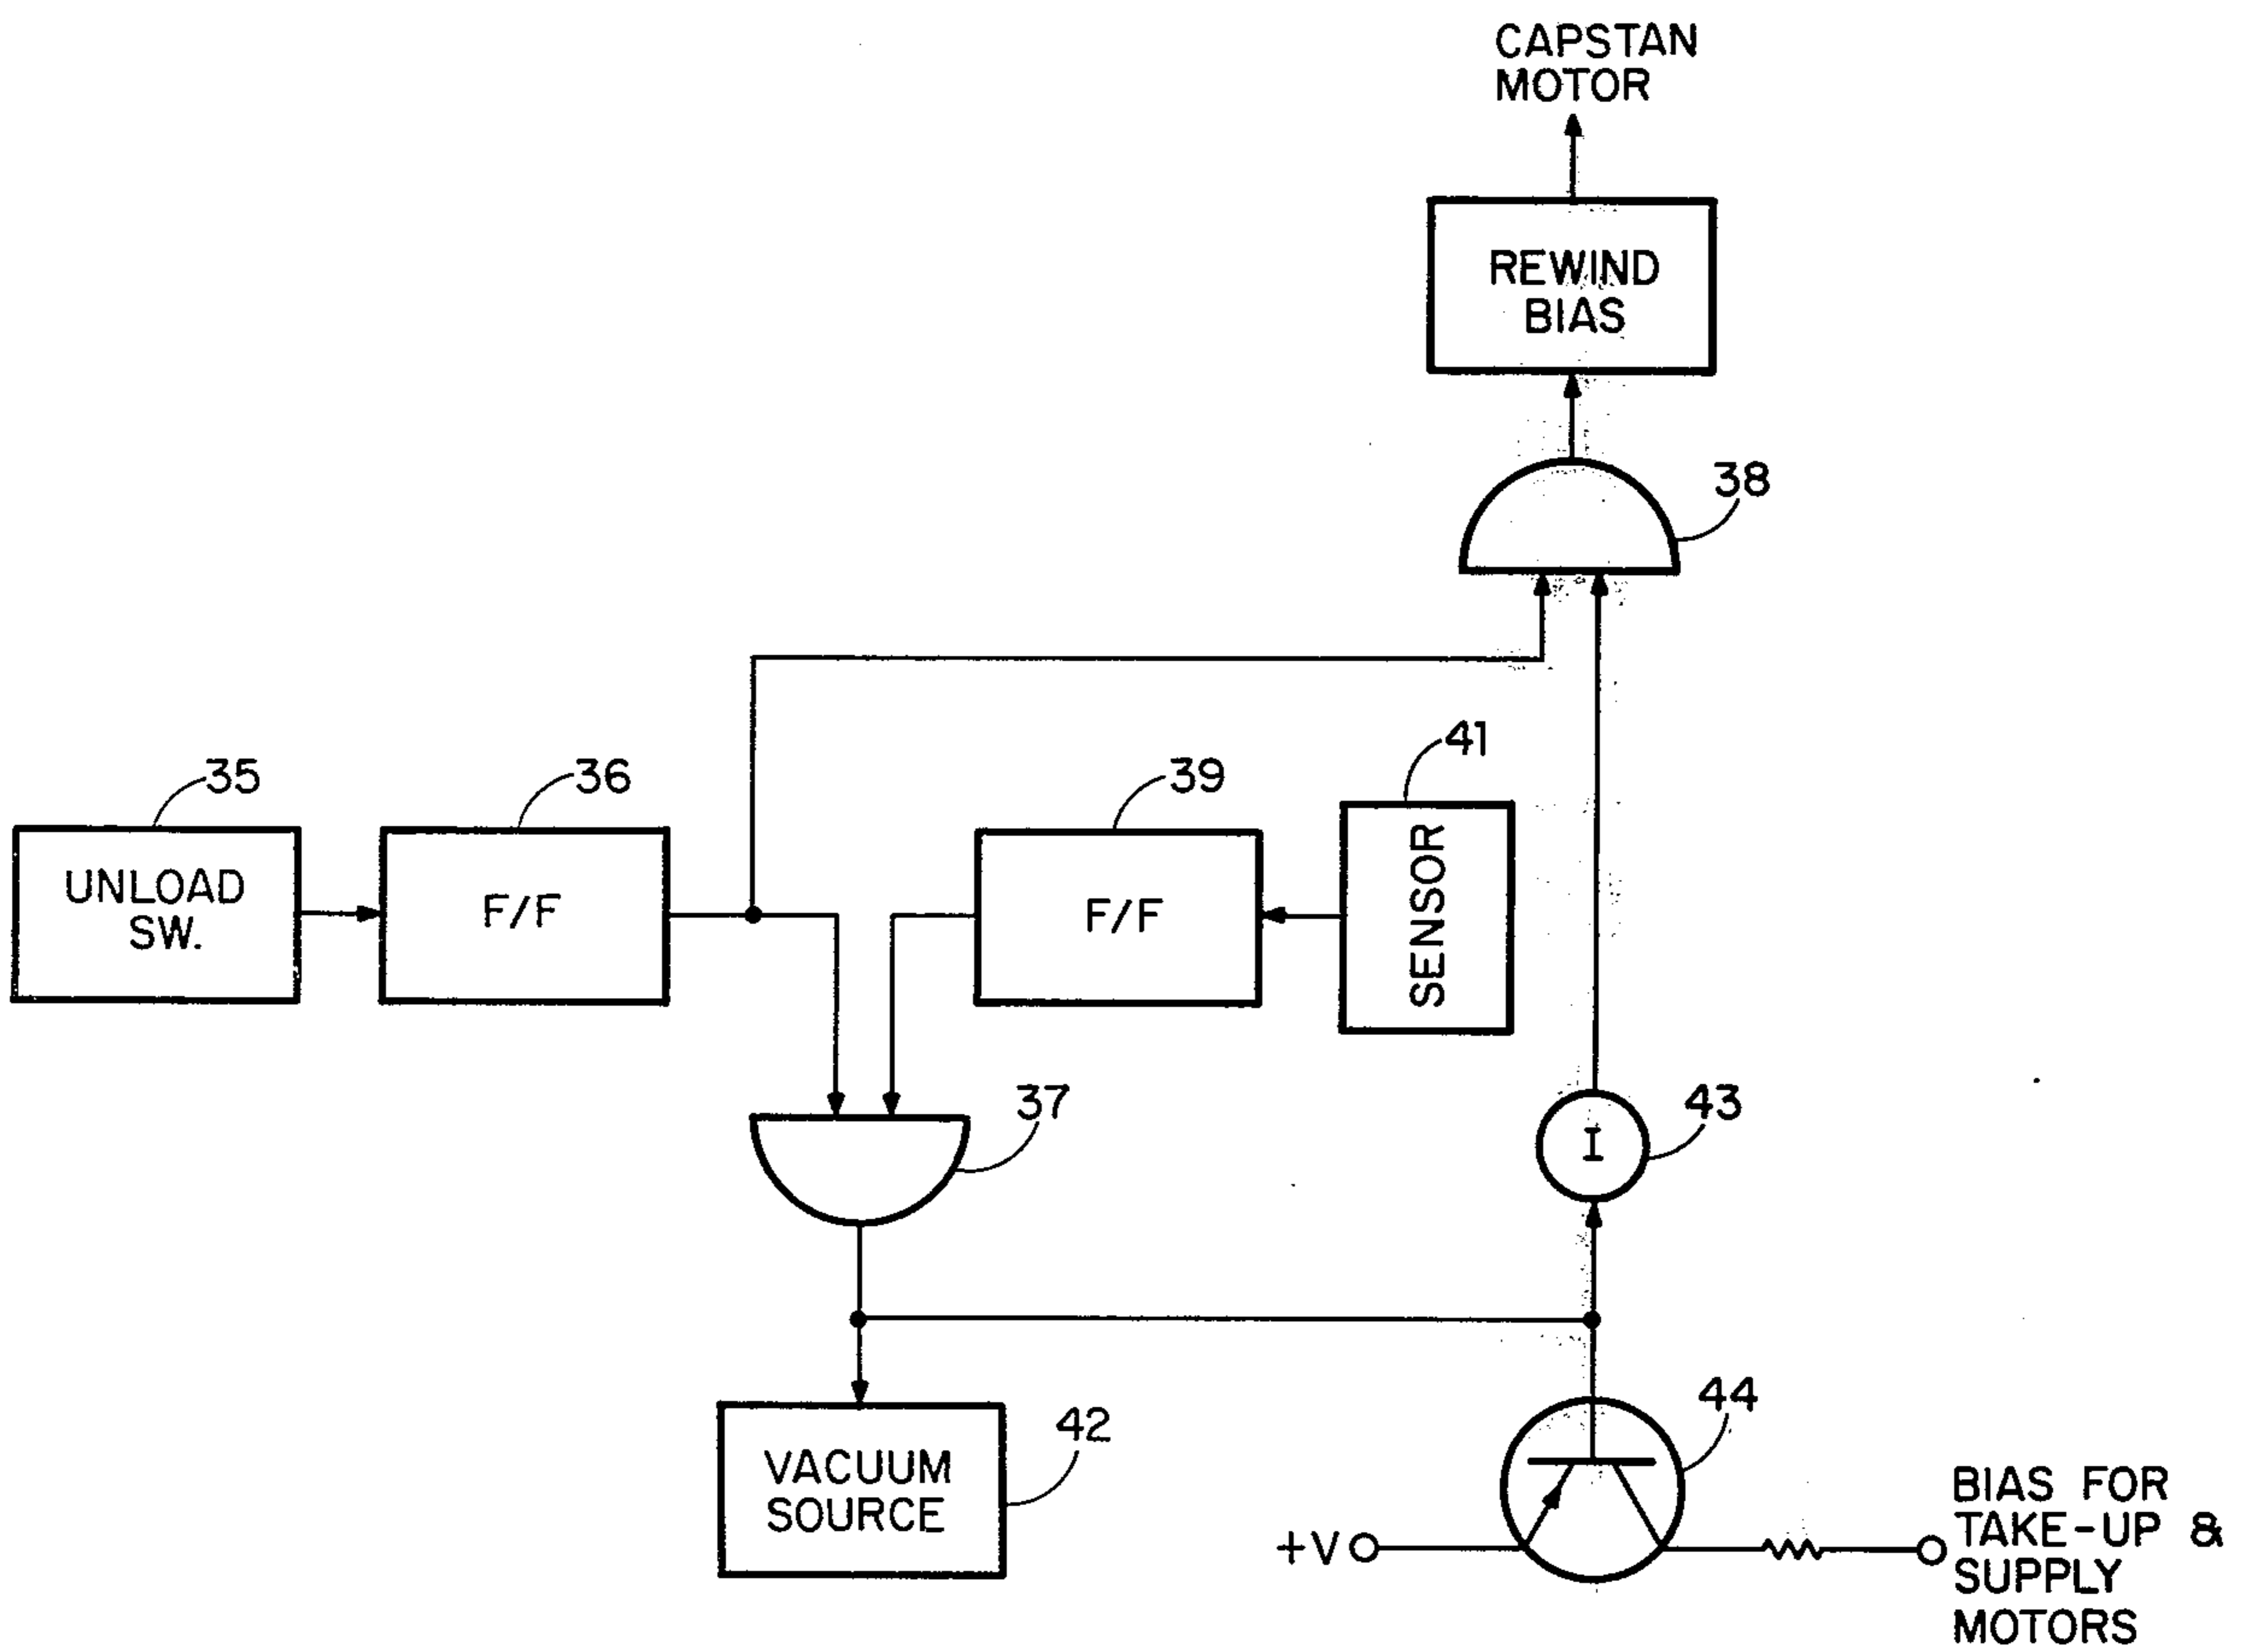 CAPSTAN
MOTOR
REWIND
BIAS
38
41
35
36
39
UNLOAD
SW.
F/F
F/F
SENSOR
37
43
I
44
42
VACUUM
SOURCE
+V
BIAS FOR
TAKE-UP &
SUPPLY
MOTORS